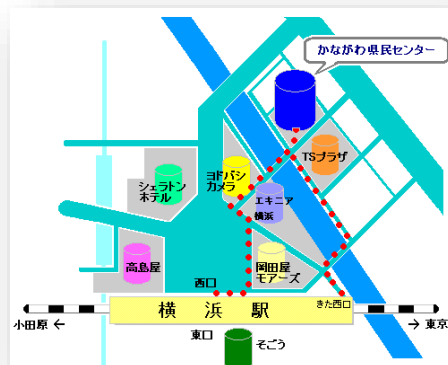 かながわ県民センター
TSプラザ
ヨドバシ
カメラ
シェラトン
ホテル
エキニア
横浜
高島屋
岡田屋
モアーズ
西口
きた西口
横浜駅
小田原 ←
→ 東京
東口
そごう